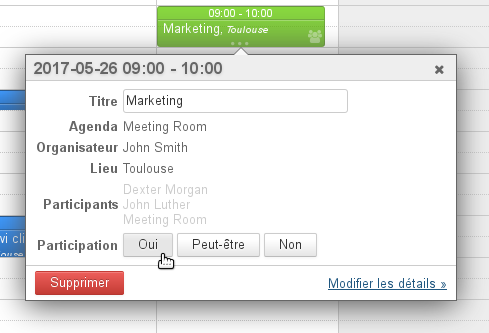 09:00 - 10:00
Marketing, Toulouse
2017-05-26 09:00 - 10:00
Titre Marketing
Agenda Meeting Room
Organisateur John Smith
Lieu Toulouse
Dexter Morgan
Participants John Luther
Meeting Room
vi cli
Participation Oui Peut-être Non
Supprimer Modifier les détails »